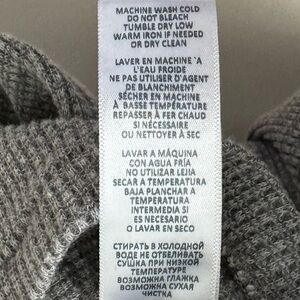 MACHINE WASH COLD
DO NOT BLEACH
TUMBLE DRY LOW
WARM IRON IF NEEDED
OR DRY CLEAN
LAVER EN MACHINE `A
L'EAU FROIDE
NE PAS UTILISER D'AGENT
DE BLANCHIMENT
SÉCHER EN MACHINE
À BASSE TEMPÉRATURE
REPASSER À FER CHAUD
SI NÉCESSAIRE
OU NETTOYER À SEC
LAVAR A MÁQUINA
CON AGUA FRÍA
NO UTILIZAR LEJIA
SECAR A TEMPERATURA
BAJA PLANCHAR A
TEMPERATURA
INTERMEDIA SI
ES NECESARIO
O LAVAR EN SECO
СТИРАТЬ В ХОЛОДНОЙ
ВОДЕ НЕ ОТБЕЛИВАТЬ
СУШКА ПРИ НИЗКОЙ
ТЕМПЕРАТУРЕ
ВОЗМОЖНА ГЛАЖКА
ВОЗМОЖНА СУХАЯ
ЧИСТКА